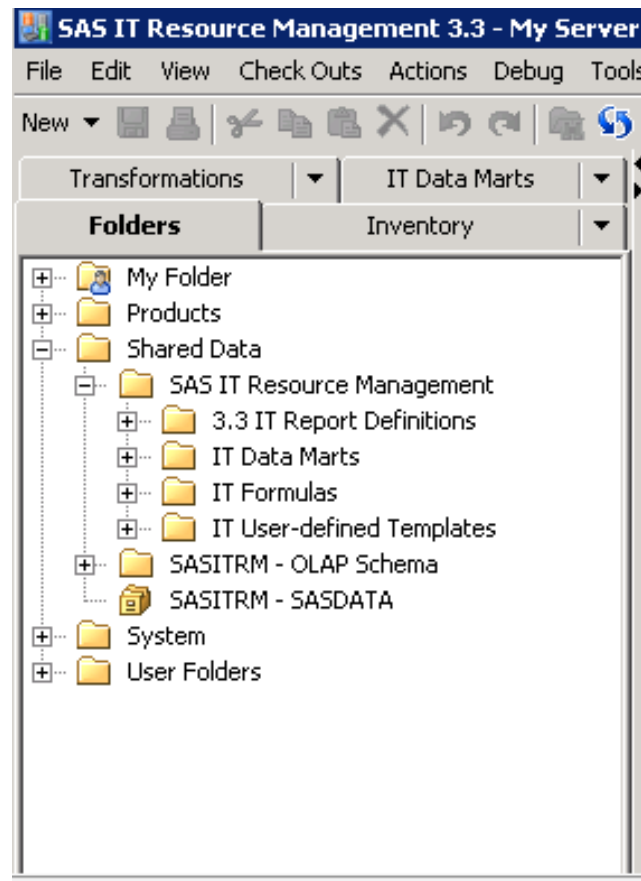 SAS IT Resource Management 3.3 - My Server
File Edit View Check Outs Actions Debug Tools
New
Transformations IT Data Marts
Folders Inventory
My Folder
Products
Shared Data
SAS IT Resource Management
3.3 IT Report Definitions
IT Data Marts
IT Formulas
IT User-defined Templates
SASITRM - OLAP Schema
SASITRM - SASDATA
System
User Folders